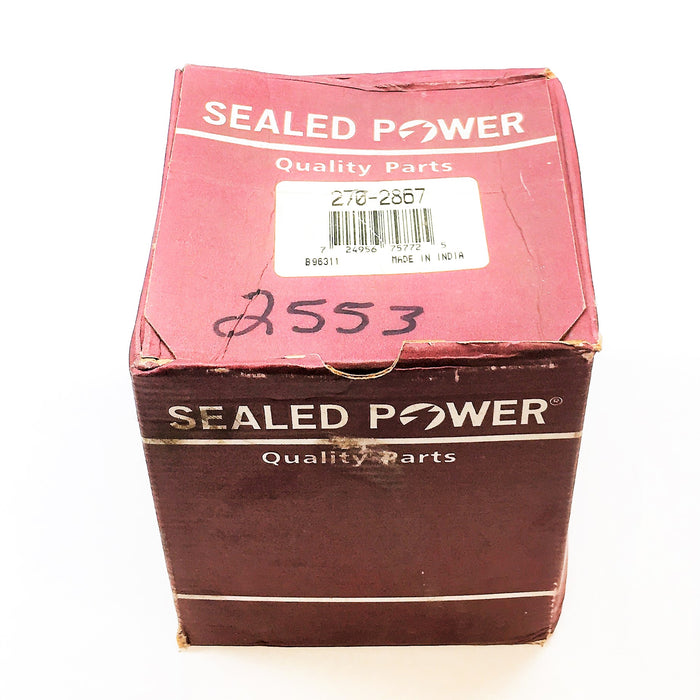 SEALED POWER
Quality Parts
270-2867
7 24956 75772 5
B96311 MADE IN INDIA
2553
SEALED POWER®
Quality Parts